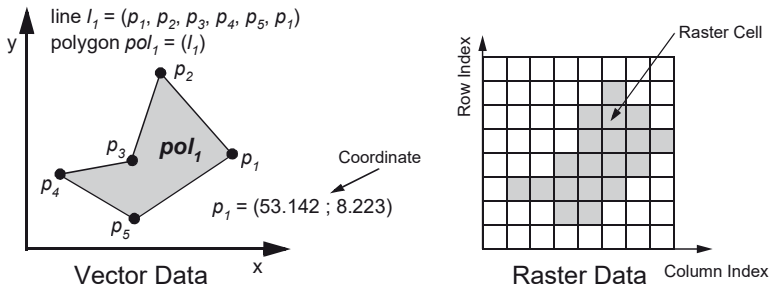 line l1 = (p1, p2, p3, p4, p5, p1)
polygon pol1 = (l1)
y
p2
p3
pol1
p1
p4
Coordinate
p1 = (53.142 ; 8.223)
p5
x
Vector Data
Raster Cell
Row Index
Raster Data
Column Index